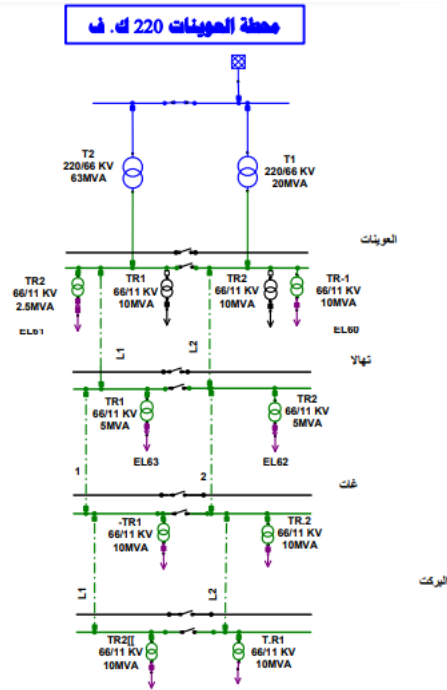 محطة العوينات 220 ك. ف
T2
220/66 KV
63MVA
T1
220/66 KV
20MVA
العوينات
TR2
66/11 KV
2.5MVA
TR1
66/11 KV
10MVA
TR2
66/11 KV
10MVA
TR-1
66/11 KV
10MVA
EL61
EL60
L1
L2
تهالا
TR1
66/11 KV
5MVA
TR2
66/11 KV
5MVA
EL63
EL62
1
2
غات
-TR1
66/11 KV
10MVA
TR.2
66/11 KV
10MVA
البركت
L1
L2
TR2[[
66/11 KV
10MVA
T.R1
66/11 KV
10MVA